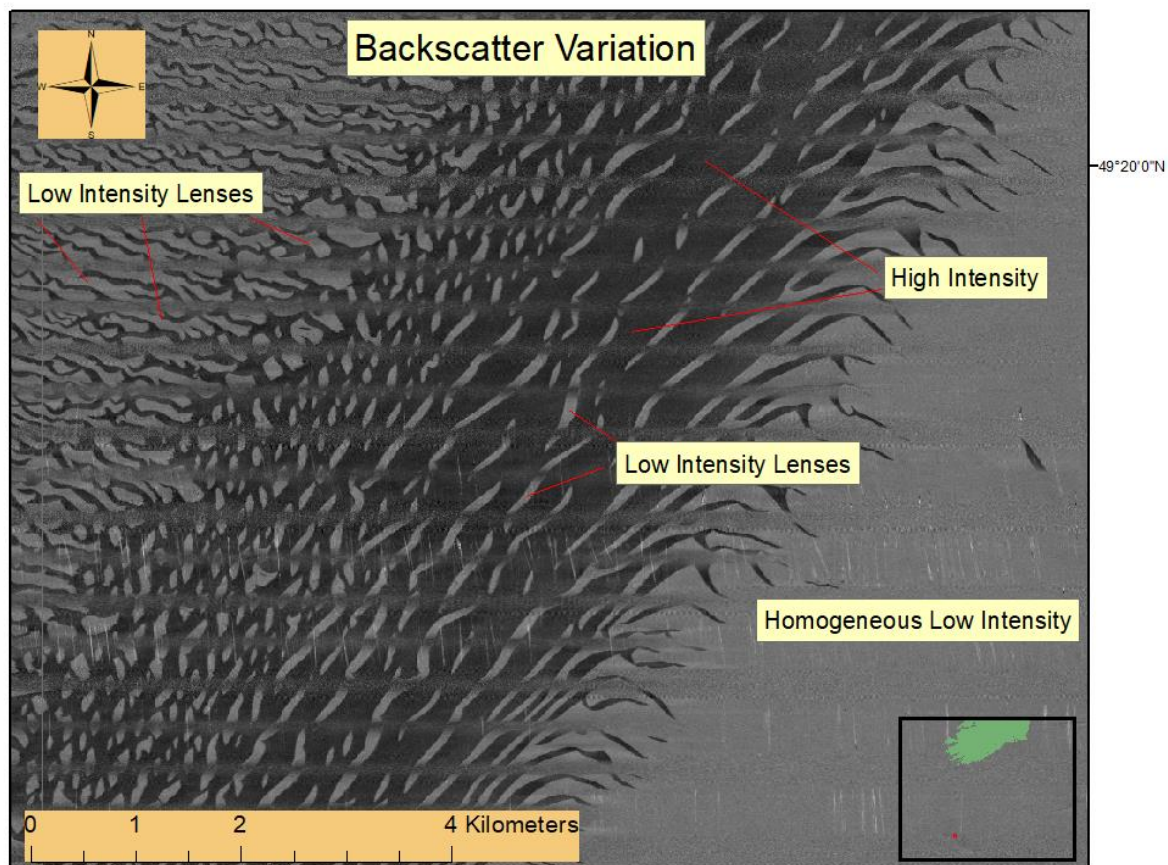 Backscatter Variation
N
W
E
S
49°20'0"N
Low Intensity Lenses
High Intensity
Low Intensity Lenses
Homogeneous Low Intensity
0 1 2 4 Kilometers